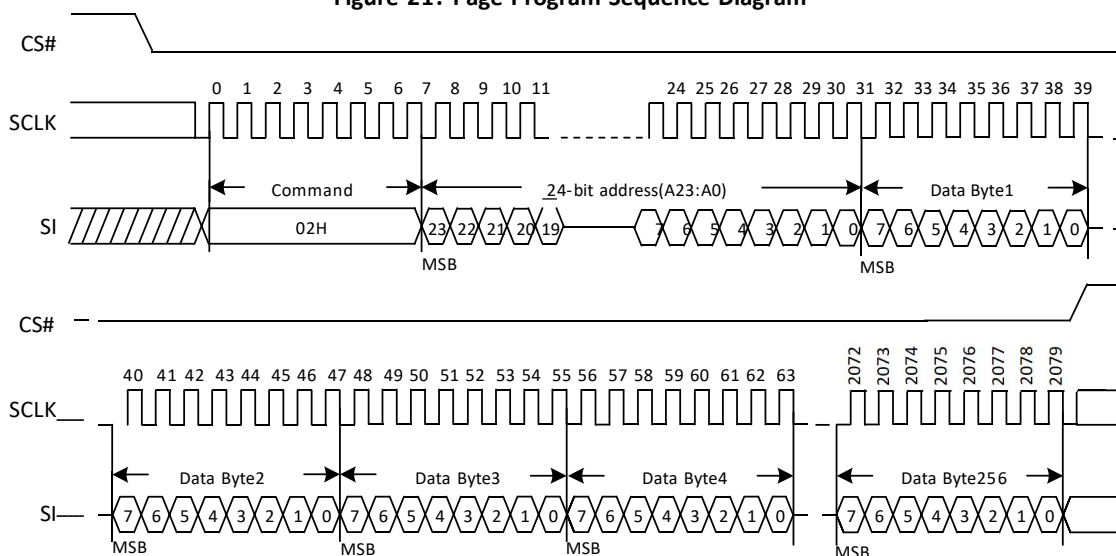 Figure 21: Page Program Sequence Diagram
CS#
0 1 2 3 4 5 6 7 8 9 10 11 24 25 26 27 28 29 30 31 32 33 34 35 36 37 38 39
SCLK
Command 24-bit address(A23:A0) Data Byte1
SI 02H 23 22 21 20 19 7 6 5 4 3 2 1 0 7 6 5 4 3 2 1 0
MSB MSB
CS#
40 41 42 43 44 45 46 47 48 49 50 51 52 53 54 55 56 57 58 59 60 61 62 63 2072 2073 2074 2075 2076 2077 2078 2079
SCLK
Data Byte2 Data Byte3 Data Byte4 Data Byte256
SI 7 6 5 4 3 2 1 0 7 6 5 4 3 2 1 0 7 6 5 4 3 2 1 0 7 6 5 4 3 2 1 0
MSB MSB MSB MSB